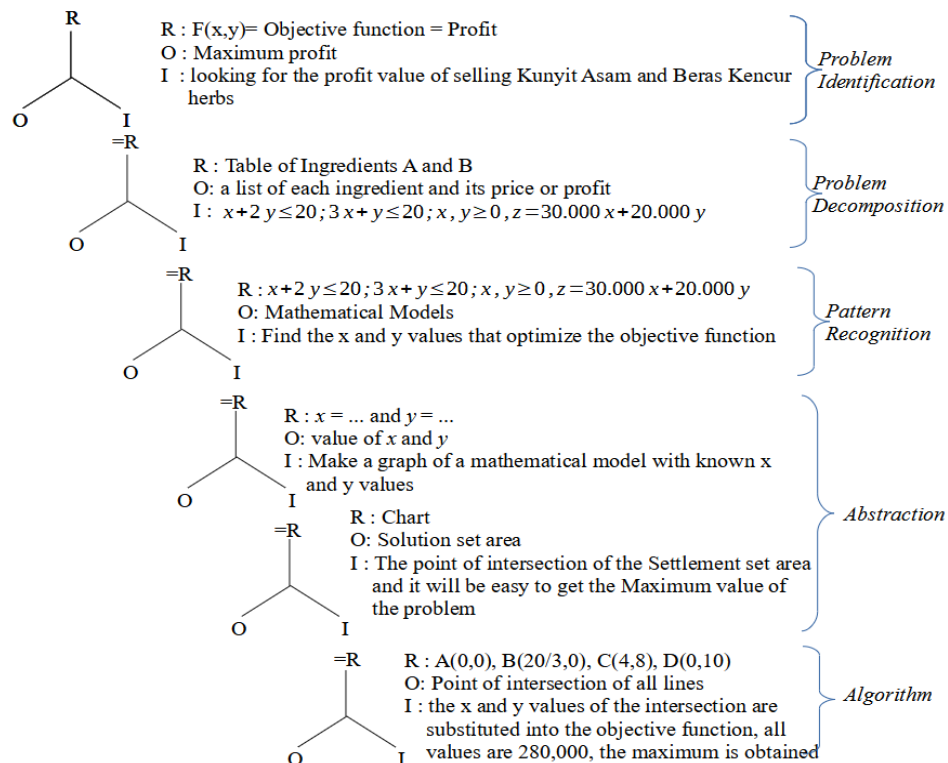 R
R : F(x,y)= Objective function = Profit
O : Maximum profit
I : looking for the profit value of selling Kunyit Asam and Beras Kencur
herbs
Problem
Identification
O
I
=R
R : Table of Ingredients A and B
O: a list of each ingredient and its price or profit
I : x+2 y≤20;3 x+y≤20;x,y≥0,z=30.000 x+20.000 y
Problem
Decomposition
O
I
=R
R : x+2 y≤20;3 x+y≤20;x,y≥0,z=30.000 x+20.000 y
O: Mathematical Models
I : Find the x and y values that optimize the objective function
Pattern
Recognition
O
I
=R
R : x = ... and y = ...
O: value of x and y
I : Make a graph of a mathematical model with known x
and y values
O
I
=R
R : Chart
O: Solution set area
I : The point of intersection of the Settlement set area
and it will be easy to get the Maximum value of
the problem
Abstraction
O
I
=R
R : A(0,0), B(20/3,0), C(4,8), D(0,10)
O: Point of intersection of all lines
I : the x and y values of the intersection are
substituted into the objective function, all
values are 280,000, the maximum is obtained
Algorithm
O
I